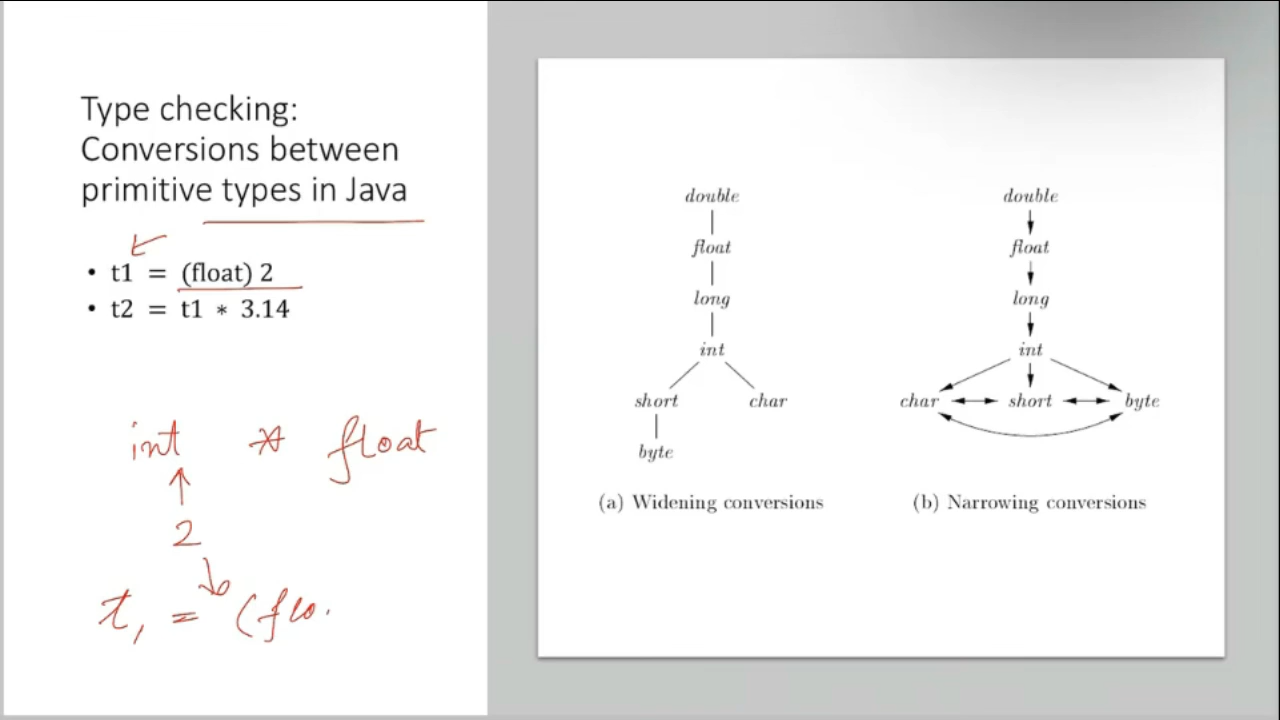 Type checking:
Conversions between
primitive types in Java
• t1 = (float) 2
• t2 = t1 * 3.14
int * float
2
t1 = (flo
double
float
long
int
short char
byte
(a) Widening conversions
double
float
long
int
char short byte
(b) Narrowing conversions